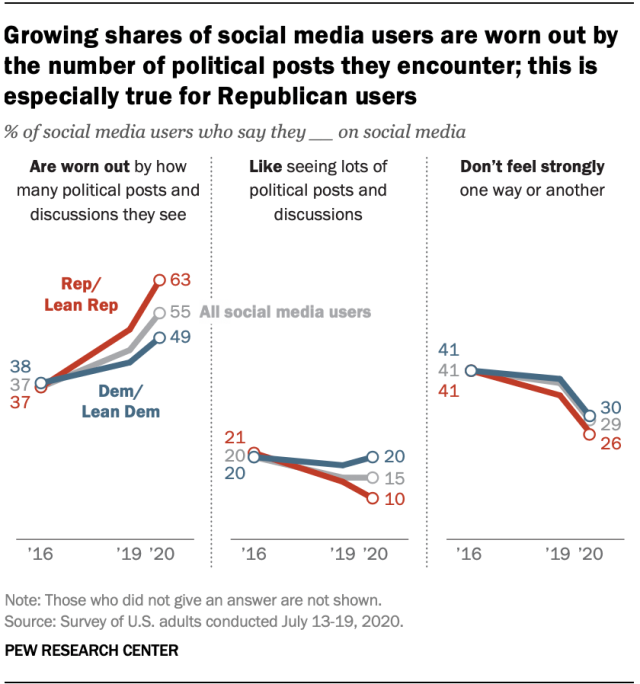 Growing shares of social media users are worn out by
the number of political posts they encounter; this is
especially true for Republican users
% of social media users who say they __ on social media
Are worn out by how
many political posts and
discussions they see
Like seeing lots of
political posts and
discussions
Don't feel strongly
one way or another
Rep/
Lean Rep
63
55 All social media users
49
38
37
37
Dem/
Lean Dem
’16 ’19 ’20
21
20
20
20
15
10
’16 ’19 ’20
41
41
41
30
29
26
’16 ’19 ’20
Note: Those who did not give an answer are not shown.
Source: Survey of U.S. adults conducted July 13-19, 2020.
PEW RESEARCH CENTER